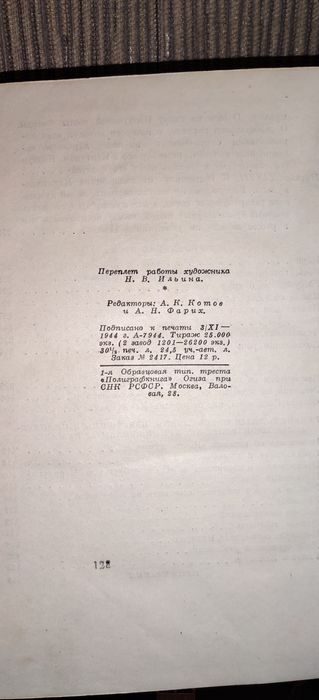 Переплет работы художника
Н. В. Ильина.
*
Редакторы: А. К. Котов
и А. Н. Фарих.
Подписано к печати 3/XI—
1944 г. А-7944. Тираж 25.000
экз. (2 завод 1201—26200 экз.)
30¹/₂ печ. л. 24,5 уч.-авт. л.
Заказ № 2417. Цена 12 р.
1-я Образцовая тип. треста
«Полиграфкнига» Огиза при
СНК РСФСР. Москва, Вало-
вая, 28.
128